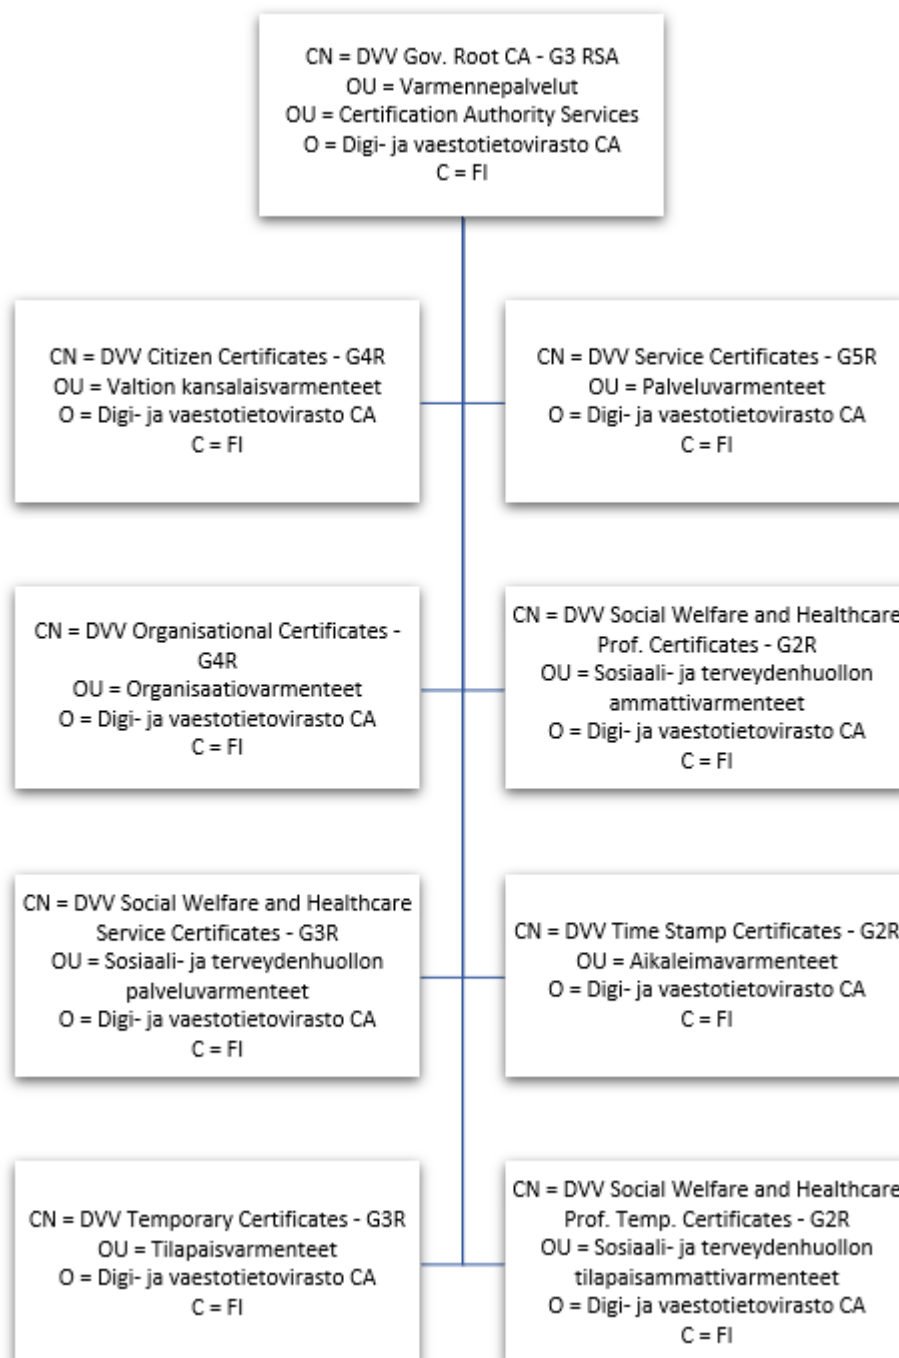 CN = DVV Gov. Root CA - G3 RSA
OU = Varmennepalvelut
OU = Certification Authority Services
O = Digi- ja vaestotietovirasto CA
C = FI
CN = DVV Citizen Certificates - G4R
OU = Valtion kansalaisvarmenteet
O = Digi- ja vaestotietovirasto CA
C = FI
CN = DVV Service Certificates - G5R
OU = Palveluvarmenteet
O = Digi- ja vaestotietovirasto CA
C = FI
CN = DVV Organisational Certificates -
G4R
OU = Organisaatiovarmenteet
O = Digi- ja vaestotietovirasto CA
C = FI
CN = DVV Social Welfare and Healthcare
Prof. Certificates - G2R
OU = Sosiaali- ja terveydenhuollon
ammattivarmenteet
O = Digi- ja vaestotietovirasto CA
C = FI
CN = DVV Social Welfare and Healthcare
Service Certificates - G3R
OU = Sosiaali- ja terveydenhuollon
palveluvarmenteet
O = Digi- ja vaestotietovirasto CA
C = FI
CN = DVV Time Stamp Certificates - G2R
OU = Aikaleimavarmenteet
O = Digi- ja vaestotietovirasto CA
C = FI
CN = DVV Temporary Certificates - G3R
OU = Tilapaisvarmenteet
O = Digi- ja vaestotietovirasto CA
C = FI
CN = DVV Social Welfare and Healthcare
Prof. Temp. Certificates - G2R
OU = Sosiaali- ja terveydenhuollon
tilapaisammattivarmenteet
O = Digi- ja vaestotietovirasto CA
C = FI